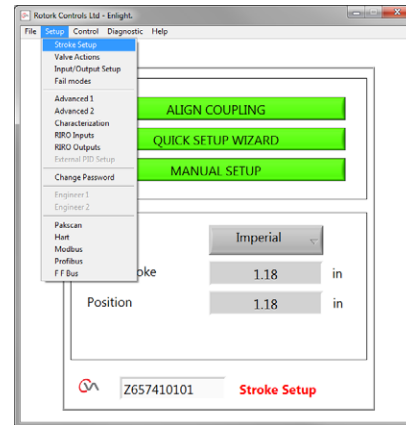 Rotork Controls Ltd - Enlight.
File Setup Control Diagnostic Help
Stroke Setup
Valve Actions
Input/Output Setup
Fail modes
Advanced 1
Advanced 2
Characterization
RIRO Inputs
RIRO Outputs
External PID Setup
Change Password
Engineer 1
Engineer 2
Pakscan
Hart
Modbus
Profibus
F F Bus
ALIGN COUPLING
QUICK SETUP WIZARD
MANUAL SETUP
Imperial
oke 1.18 in
Position 1.18 in
Z657410101 Stroke Setup